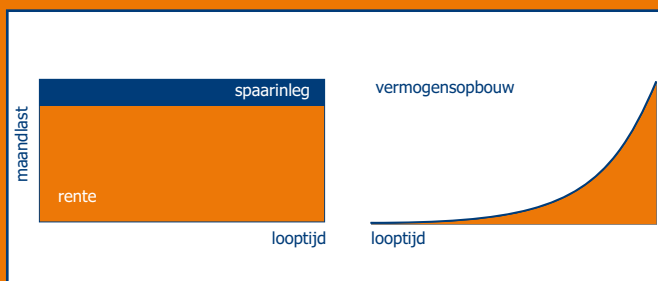 spaarinleg
maandlast
rente
looptijd
vermogensopbouw
looptijd